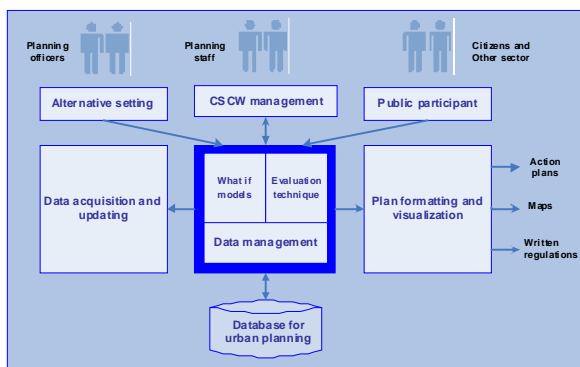 Planning
officers
Planning
staff
Citizens and
Other sector
Alternative setting
CSCW management
Public participant
Data acquisition and
updating
What if
models
Evaluation
technique
Data management
Plan formatting and
visualization
Action
plans
Maps
Written
regulations
Database for
urban planning